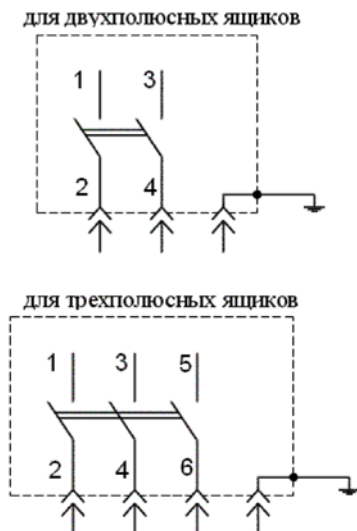 для двухполюсных ящиков
1 3
2 4
для трехполюсных ящиков
1 3 5
2 4 6